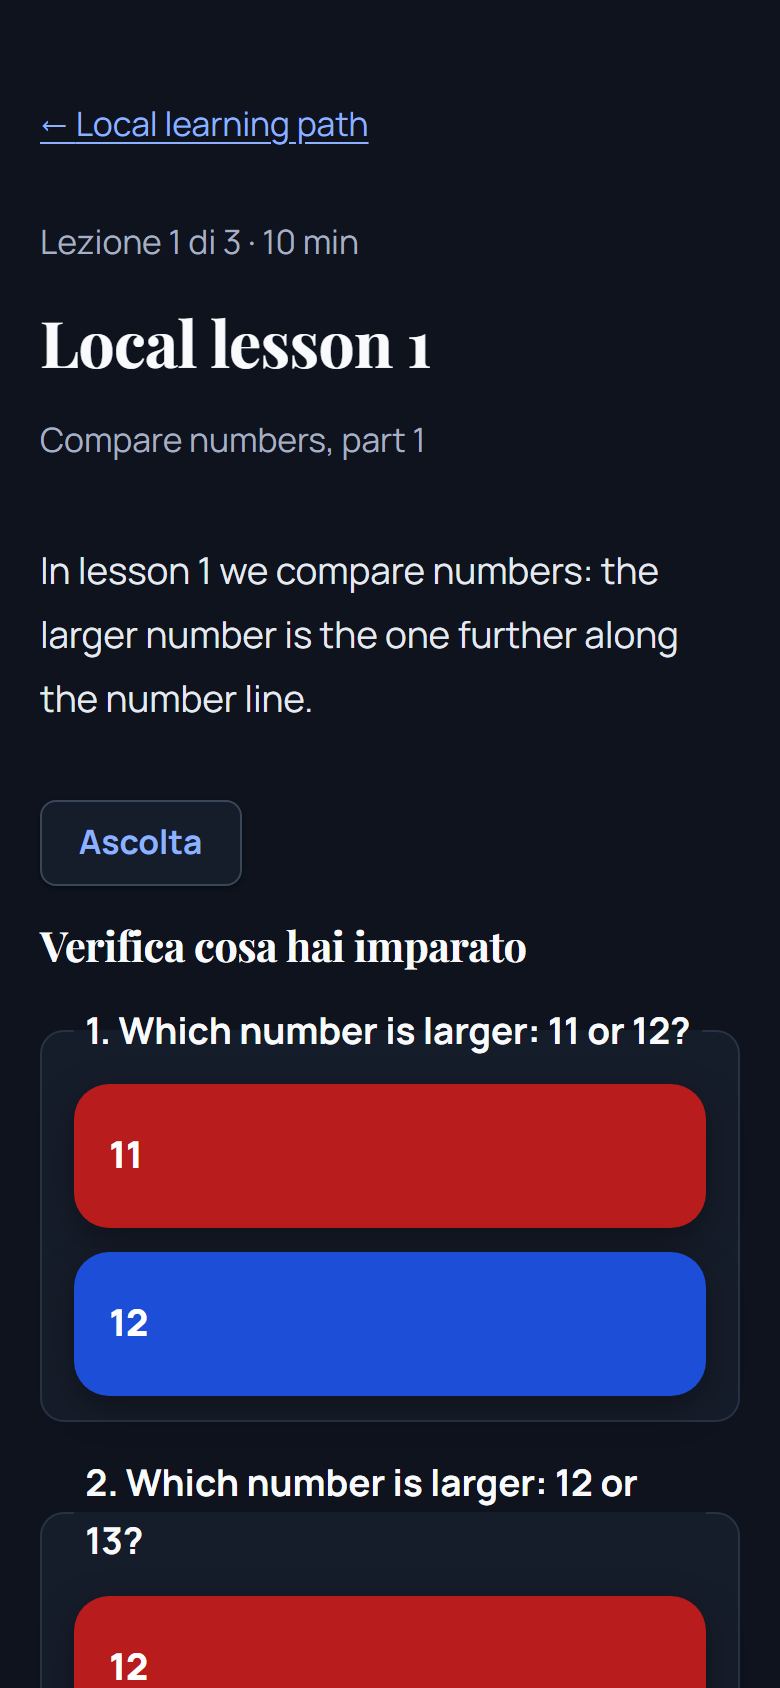 ← Local learning path
Lezione 1 di 3 · 10 min
Local lesson 1
Compare numbers, part 1
In lesson 1 we compare numbers: the
larger number is the one further along
the number line.
Ascolta
Verifica cosa hai imparato
1. Which number is larger: 11 or 12?
11
12
2. Which number is larger: 12 or
13?
12